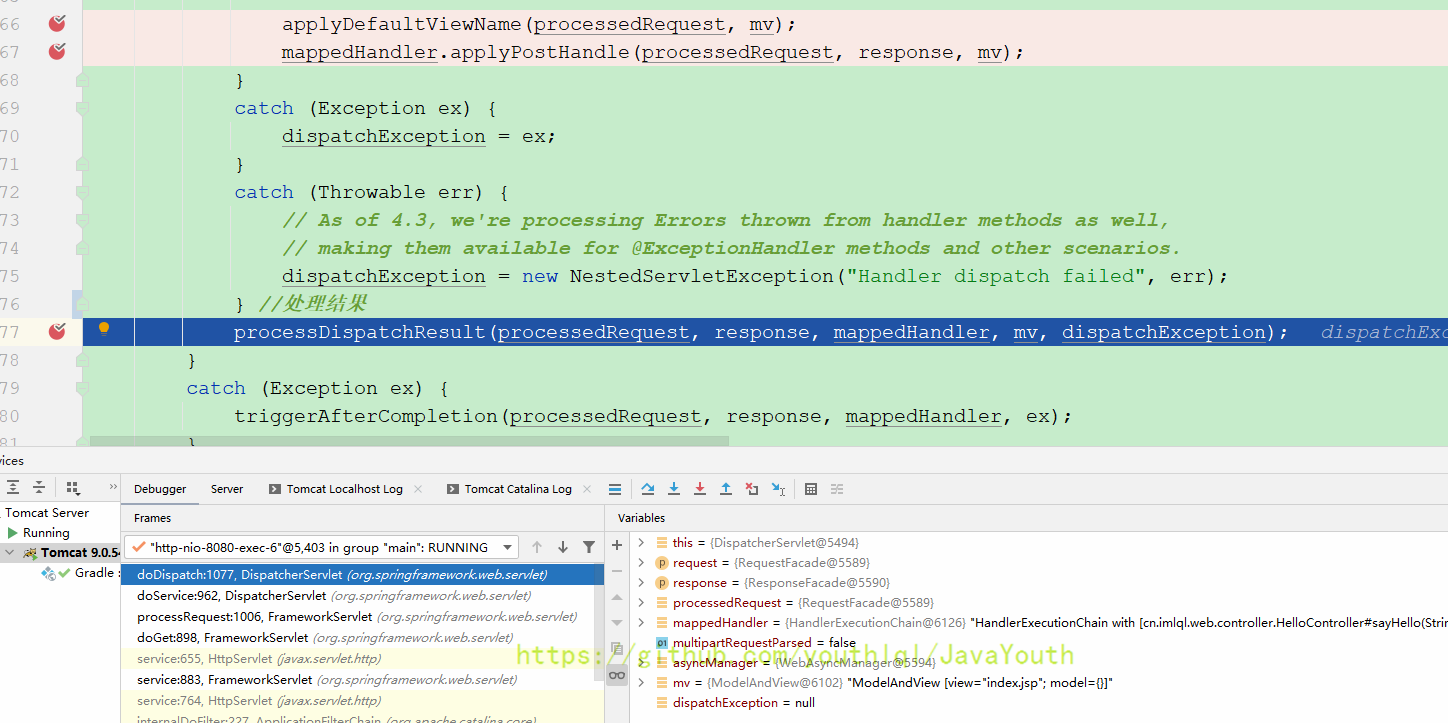 66 applyDefaultViewName(processedRequest, mv);
67 mappedHandler.applyPostHandle(processedRequest, response, mv);
68 }
69 catch (Exception ex) {
70 dispatchException = ex;
71 }
72 catch (Throwable err) {
73 // As of 4.3, we're processing Errors thrown from handler methods as well,
74 // making them available for @ExceptionHandler methods and other scenarios.
75 dispatchException = new NestedServletException("Handler dispatch failed", err);
76 } //处理结果
77 processDispatchResult(processedRequest, response, mappedHandler, mv, dispatchException); dispatchExc
78 }
79 catch (Exception ex) {
80 triggerAfterCompletion(processedRequest, response, mappedHandler, ex);
81 }
vices
Debugger Server Tomcat Localhost Log Tomcat Catalina Log
Tomcat Server
Running
Tomcat 9.0.54
Gradle :
Frames
"http-nio-8080-exec-6"@5,403 in group "main": RUNNING
doDispatch:1077, DispatcherServlet (org.springframework.web.servlet)
doService:962, DispatcherServlet (org.springframework.web.servlet)
processRequest:1006, FrameworkServlet (org.springframework.web.servlet)
doGet:898, FrameworkServlet (org.springframework.web.servlet)
service:655, HttpServlet (javax.servlet.http)
service:883, FrameworkServlet (org.springframework.web.servlet)
service:764, HttpServlet (javax.servlet.http)
internalDoFilter:227, ApplicationFilterChain (org.apache.catalina.core)
Variables
this = {DispatcherServlet@5494}
request = {RequestFacade@5589}
response = {ResponseFacade@5590}
processedRequest = {RequestFacade@5589}
mappedHandler = {HandlerExecutionChain@6126} "HandlerExecutionChain with [cn.imlql.web.controller.HelloController#sayHello(Strin
multipartRequestParsed = false
asyncManager = {WebAsyncManager@5594}
mv = {ModelAndView@6102} "ModelAndView [view="index.jsp"; model={}]"
dispatchException = null
https://github.com/youthlql/JavaYouth